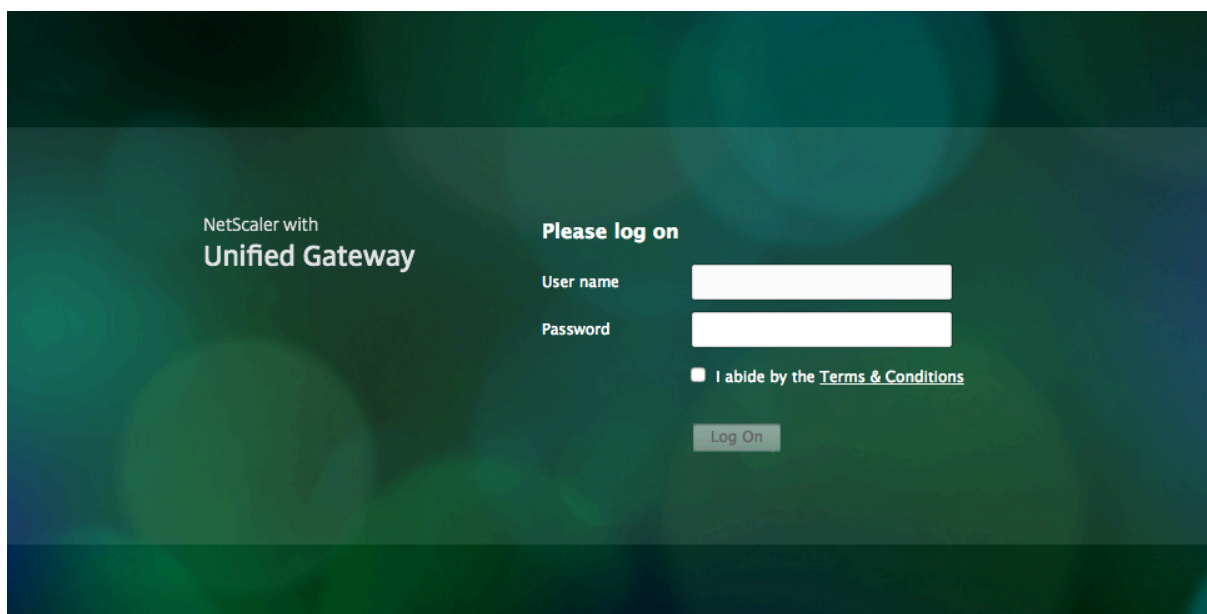 NetScaler with
Unified Gateway
Please log on
User name
Password
I abide by the Terms & Conditions
Log On